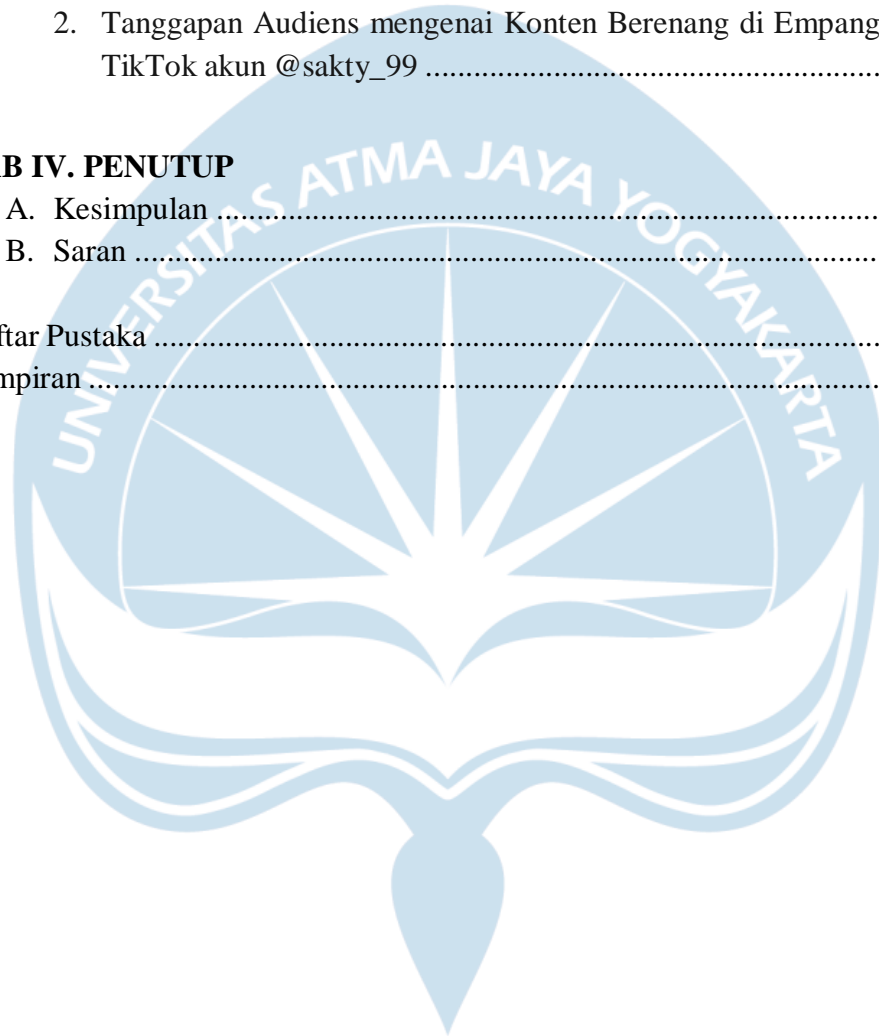 2. Tanggapan Audiens mengenai Konten Berenang di Empang
TikTok akun @sakty_99 ........................................................
B IV. PENUTUP
A. Kesimpulan ..................................................................................
B. Saran ............................................................................................
ftar Pustaka ..........................................................................................
mpiran ..................................................................................................
UNIVERSITAS ATMA JAYA YOGYAKARTA